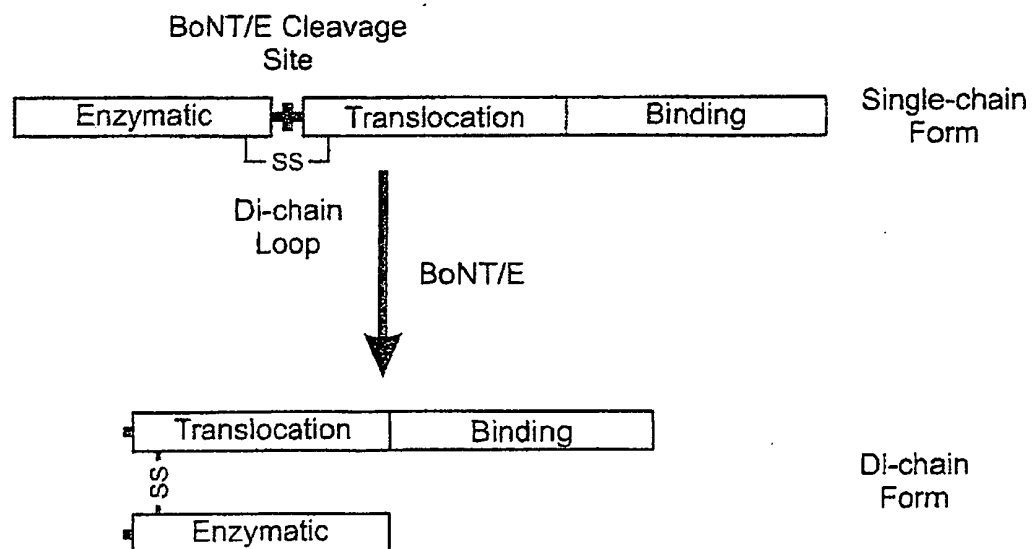 BoNT/E Cleavage
Site
Enzymatic
Translocation
Binding
Single-chain
Form
SS
Di-chain
Loop
BoNT/E
Translocation
Binding
SS
Enzymatic
Di-chain
Form